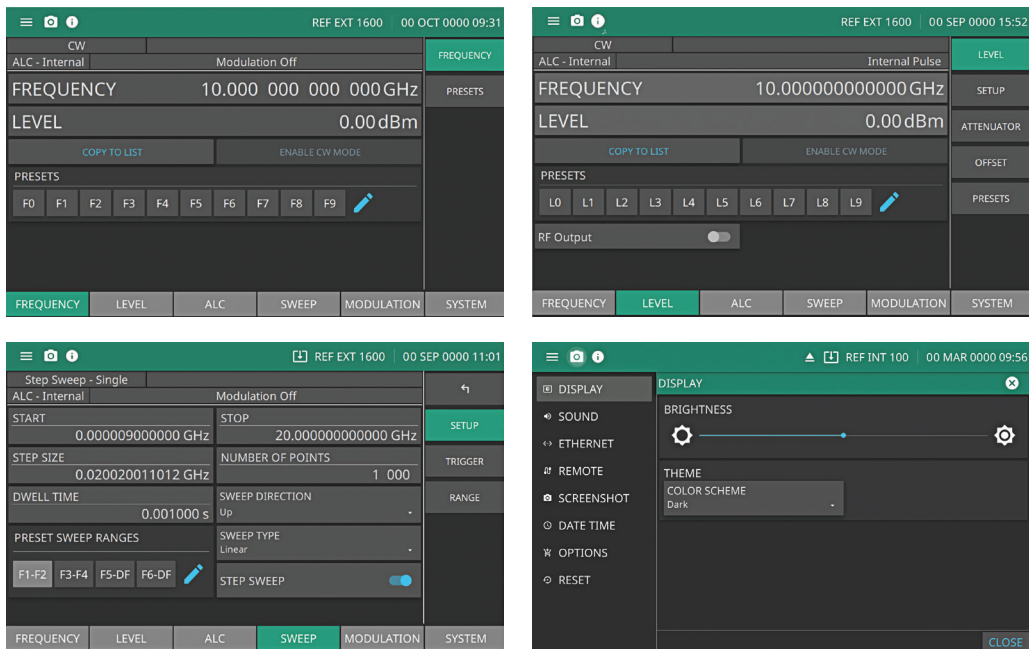 REF EXT 1600 00 OCT 0000 09:31
CW
ALC - Internal Modulation Off
FREQUENCY 10.000 000 000 000 GHz
LEVEL 0.00 dBm
COPY TO LIST ENABLE CW MODE
PRESETS
F0 F1 F2 F3 F4 F5 F6 F7 F8 F9
FREQUENCY
PRESETS
FREQUENCY LEVEL ALC SWEEP MODULATION SYSTEM
REF EXT 1600 00 SEP 0000 15:52
CW
ALC - Internal Internal Pulse
FREQUENCY 10.000000000000 GHz
LEVEL 0.00 dBm
COPY TO LIST ENABLE CW MODE
PRESETS
L0 L1 L2 L3 L4 L5 L6 L7 L8 L9
RF Output
LEVEL
SETUP
ATTENUATOR
OFFSET
PRESETS
FREQUENCY LEVEL ALC SWEEP MODULATION SYSTEM
REF EXT 1600 00 SEP 0000 11:01
Step Sweep - Single
ALC - Internal Modulation Off
START STOP
0.000009000000 GHz 20.000000000000 GHz
STEP SIZE NUMBER OF POINTS
0.020020011012 GHz 1 000
DWELL TIME SWEEP DIRECTION
0.001000 s Up
PRESET SWEEP RANGES SWEEP TYPE
Linear
F1-F2 F3-F4 F5-DF F6-DF STEP SWEEP
SETUP
TRIGGER
RANGE
FREQUENCY LEVEL ALC SWEEP MODULATION SYSTEM
REF INT 100 00 MAR 0000 09:56
DISPLAY
SOUND
ETHERNET
REMOTE
SCREENSHOT
DATE TIME
OPTIONS
RESET
DISPLAY
BRIGHTNESS
THEME
COLOR SCHEME
Dark
CLOSE